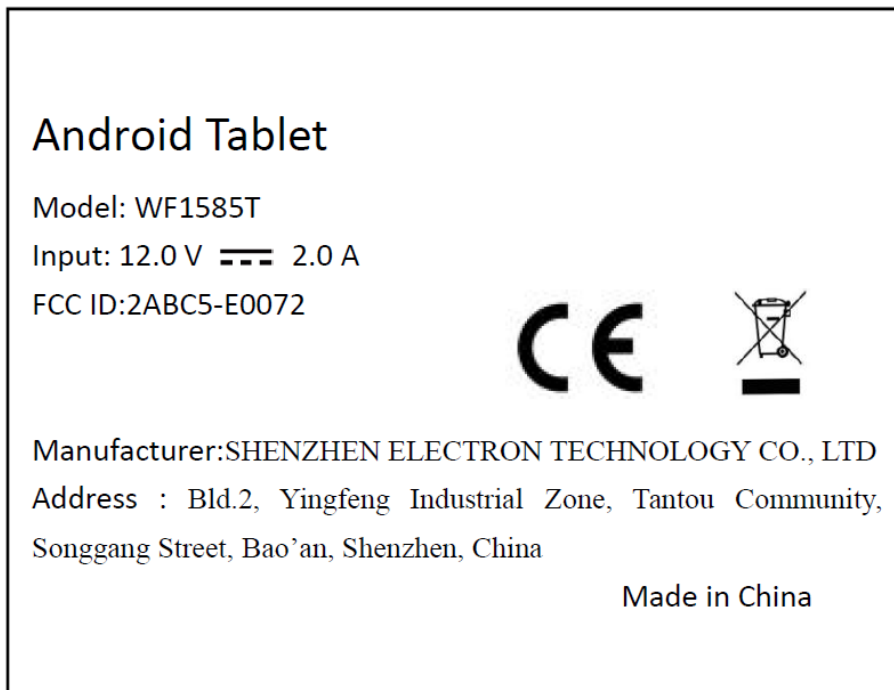 Android Tablet
Model: WF1585T
Input: 12.0 V ⎓ 2.0 A
FCC ID:2ABC5-E0072
CE
Manufacturer:SHENZHEN ELECTRON TECHNOLOGY CO., LTD
Address : Bld.2, Yingfeng Industrial Zone, Tantou Community,
Songgang Street, Bao’an, Shenzhen, China
Made in China